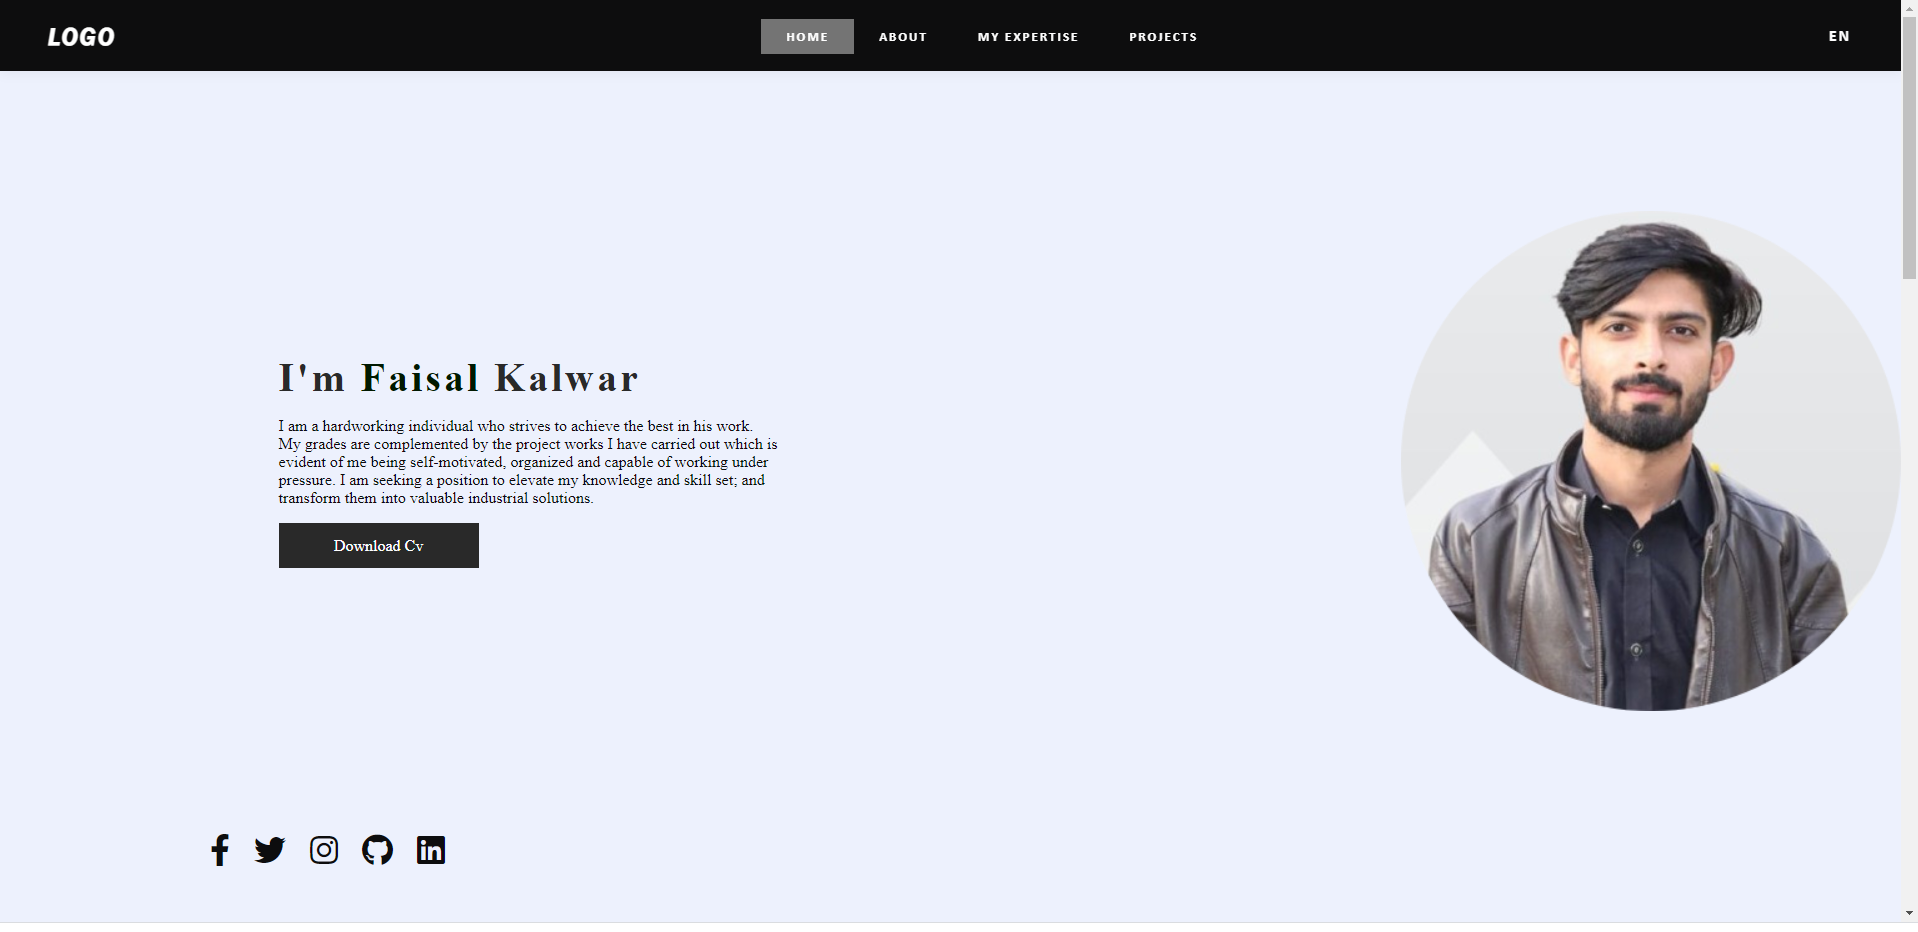 LOGO
HOME ABOUT MY EXPERTISE PROJECTS
EN
I'm Faisal Kalwar
I am a hardworking individual who strives to achieve the best in his work.
My grades are complemented by the project works I have carried out which is
evident of me being self-motivated, organized and capable of working under
pressure. I am seeking a position to elevate my knowledge and skill set; and
transform them into valuable industrial solutions.
Download Cv